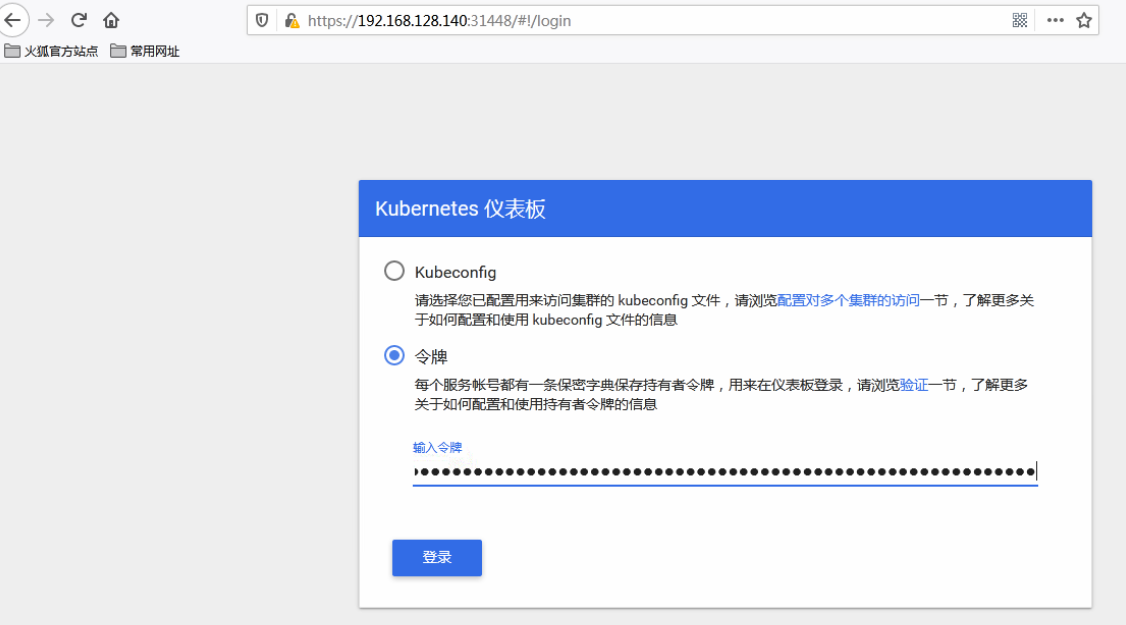 https://192.168.128.140:31448/#!/login
火狐官方站点 常用网址
Kubernetes 仪表板
Kubeconfig
请选择您已配置用来访问集群的 kubeconfig 文件，请浏览配置对多个集群的访问一节，了解更多关
于如何配置和使用 kubeconfig 文件的信息
令牌
每个服务帐号都有一条保密字典保存持有者令牌，用来在仪表板登录，请浏览验证一节，了解更多
关于如何配置和使用持有者令牌的信息
输入令牌
登录